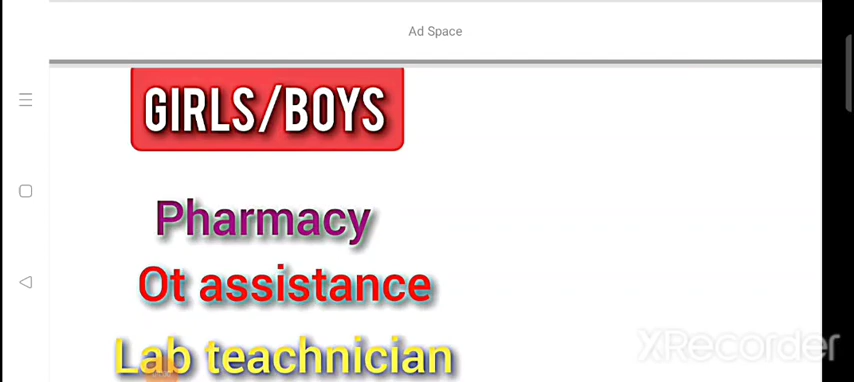 Ad Space
GIRLS/BOYS
Pharmacy
Ot assistance
Lab teachnician
XRecorder